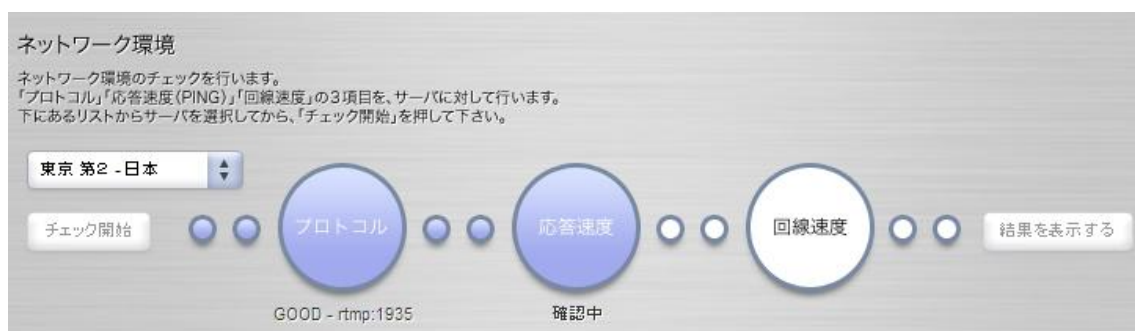 ネットワーク環境
ネットワーク環境のチェックを行います。
「プロトコル」「応答速度(PING)」「回線速度」の3項目を、サーバに対して行います。
下にあるリストからサーバを選択してから、「チェック開始」を押して下さい。
東京 第2 -日本
チェック開始
プロトコル
応答速度
回線速度
結果を表示する
GOOD - rtmp:1935
確認中